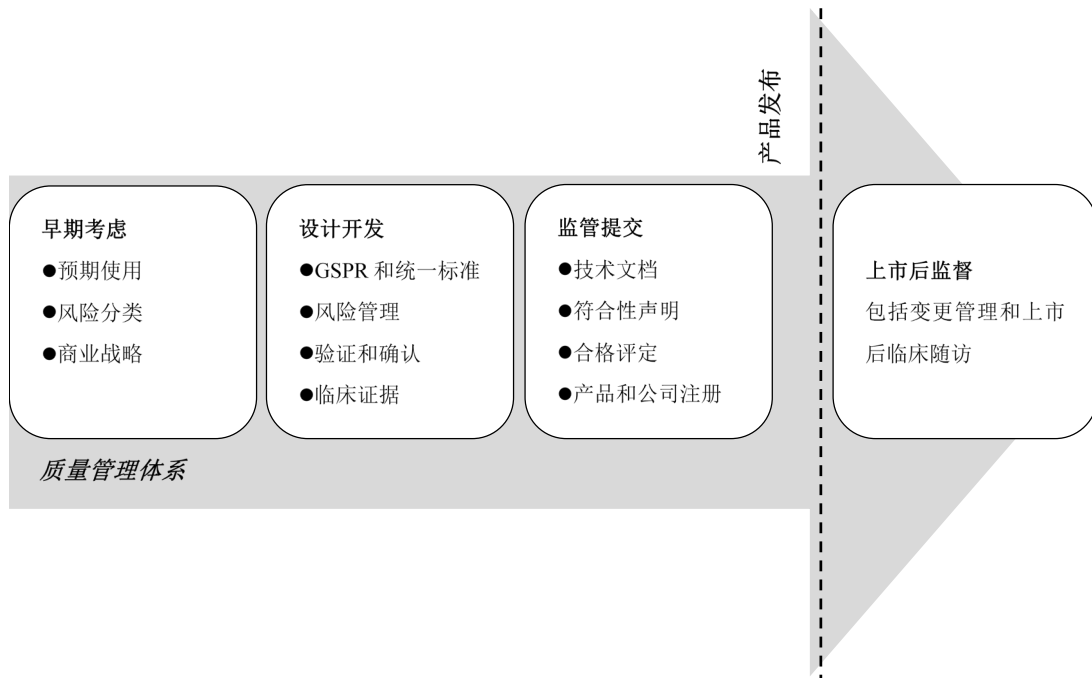 产品发布
早期考虑
●预期使用
●风险分类
●商业战略
设计开发
●GSPR 和统一标准
●风险管理
●验证和确认
●临床证据
监管提交
●技术文档
●符合性声明
●合格评定
●产品和公司注册
上市后监督
包括变更管理和上市
后临床随访
质量管理体系